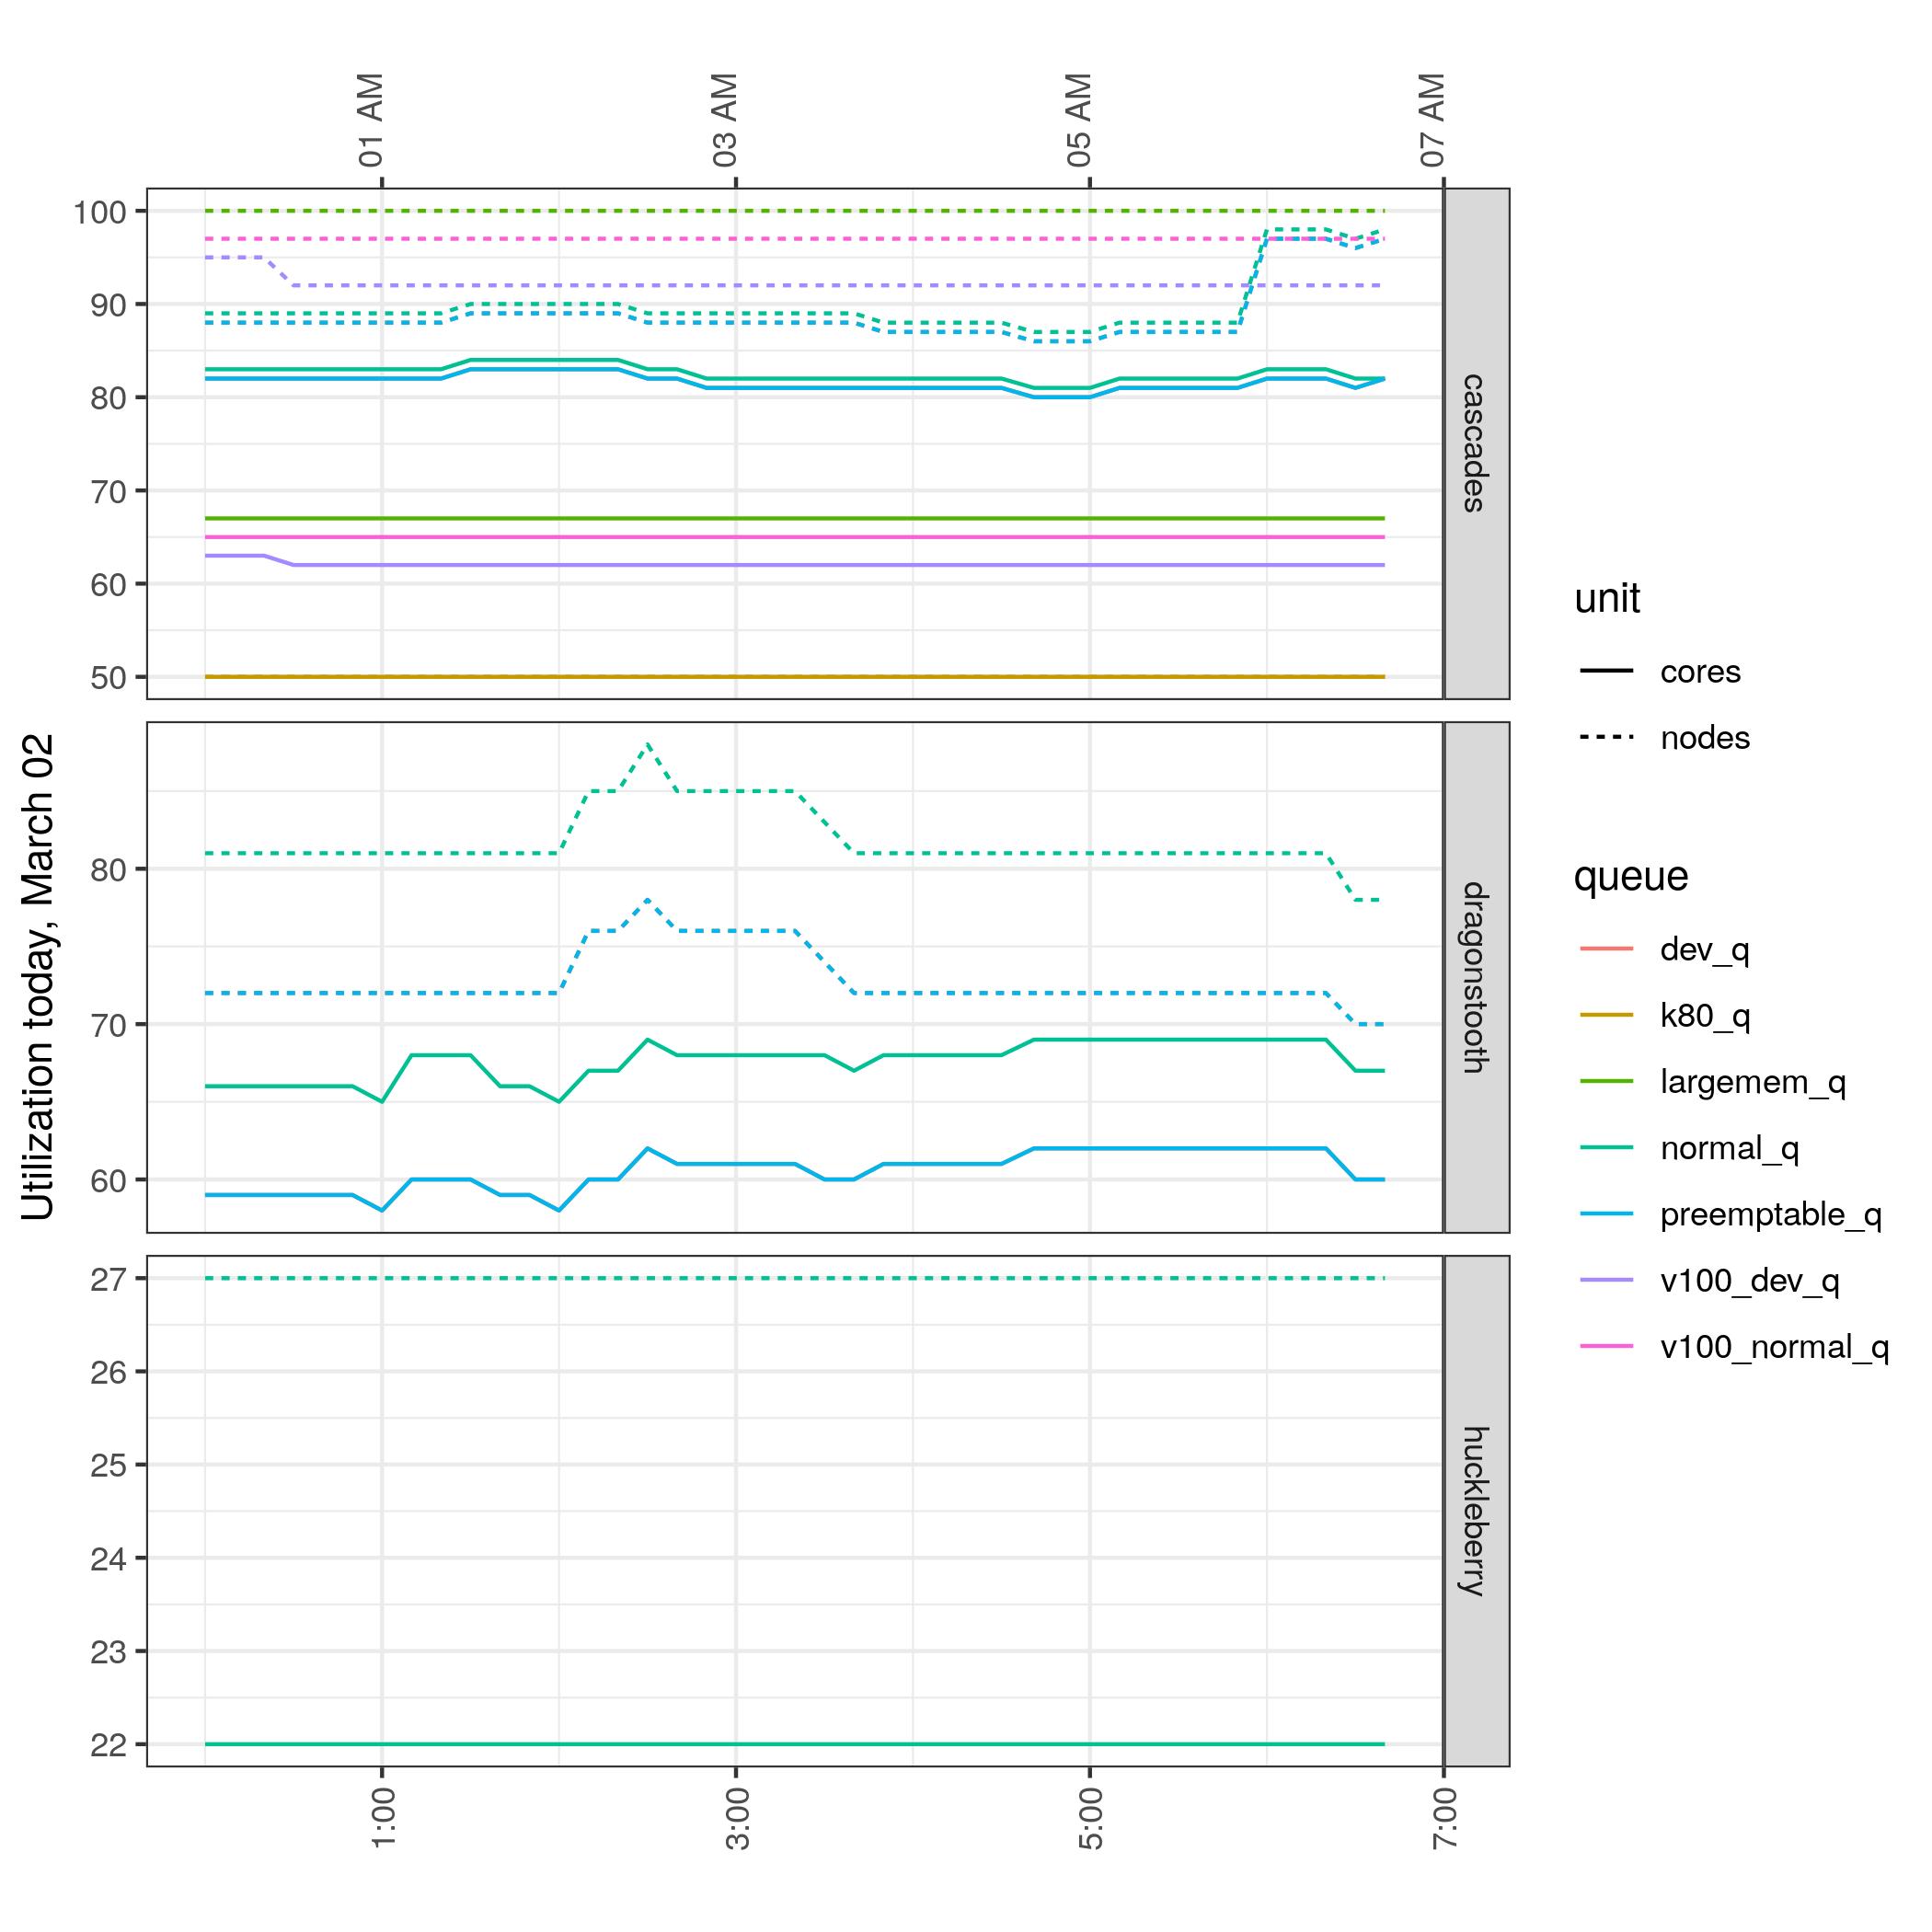 01 AM
03 AM
05 AM
07 AM
Utilization today, March 02
100
90
80
70
60
50
cascades
80
70
60
dragonstooth
27
26
25
24
23
22
huckleberry
1:00
3:00
5:00
7:00
unit
cores
nodes
queue
dev_q
k80_q
largemem_q
normal_q
preemptable_q
v100_dev_q
v100_normal_q